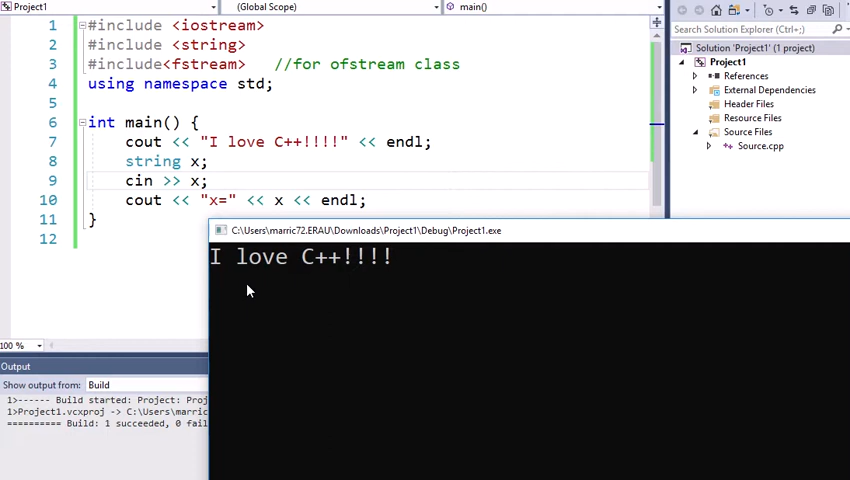 Project1
(Global Scope)
main()
1 #include <iostream>
2 #include <string>
3 #include<fstream>   //for ofstream class
4 using namespace std;
5
6 int main() {
7 cout << "I love C++!!!!" << endl;
8 string x;
9 cin >> x;
10 cout << "x=" << x << endl;
11 }
12
100 %
Output
Show output from: Build
1>------ Build started: Project: Proj
1>Project1.vcxproj -> C:\Users\marric
========== Build: 1 succeeded, 0 fail
C:\Users\marric72.ERAU\Downloads\Project1\Debug\Project1.exe
I love C++!!!!
Search Solution Explorer (Ctrl+;)
Solution 'Project1' (1 project)
Project1
References
External Dependencies
Header Files
Resource Files
Source Files
Source.cpp